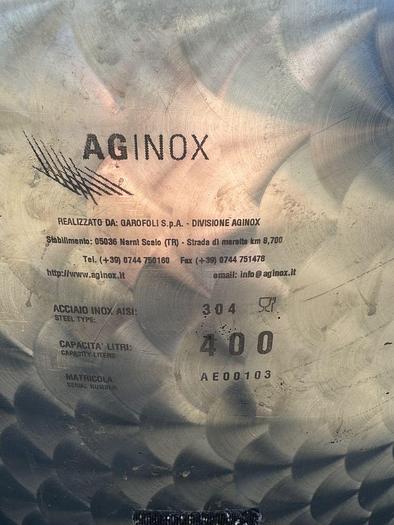 AGINOX
REALIZZATO DA: GAROFOLI S.p.A. - DIVISIONE AGINOX
Stabilimento: 05036 Narni Scalo (TR) - Strada di maratta km 9,700
Tel. (+39) 0744 750160 Fax (+39) 0744 751478
http://www.aginox.it email: info@aginox.it
ACCIAIO INOX AISI: 304
STEEL TYPE:
CAPACITA' LITRI: 400
CAPACITY LITERS:
MATRICOLA AE00103
SERIAL NUMBER